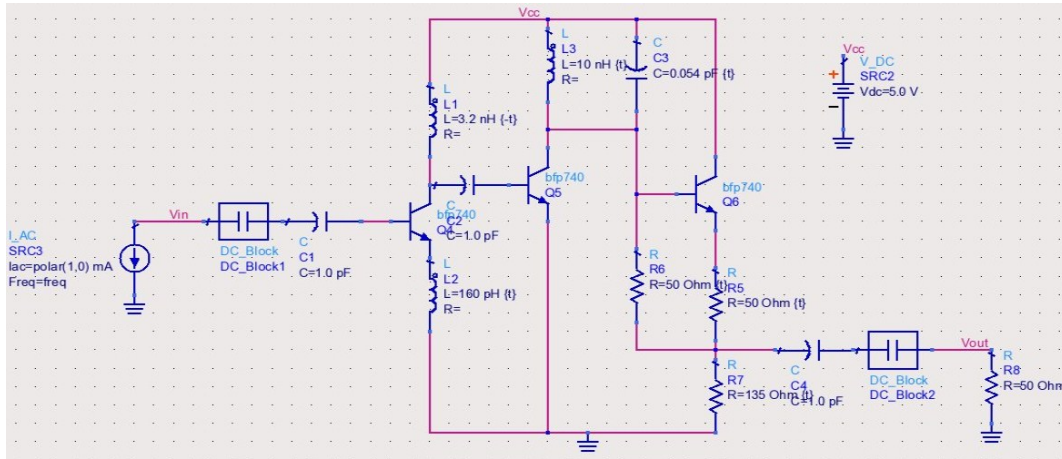 Vcc
L
L3
L=10 nH {t}
R=
C
C3
C=0.054 pF {t}
Vcc
V_DC
SRC2
Vdc=5.0 V
+
L
L1
L=3.2 nH {-t}
R=
bfp740
Q5
bfp740
Q6
C
bfp740
C2
Q4
C=1.0 pF
Vin
I_AC
SRC3
Iac=polar(1,0) mA
Freq=freq
DC_Block
DC_Block1
C
C1
C=1.0 pF
L
L2
L=160 pH {t}
R=
R
R6
R=50 Ohm {t}
R
R5
R=50 Ohm {t}
R
R7
R=135 Ohm {t}
C
C4
C=1.0 pF
DC_Block
DC_Block2
Vout
R
R8
R=50 Ohm